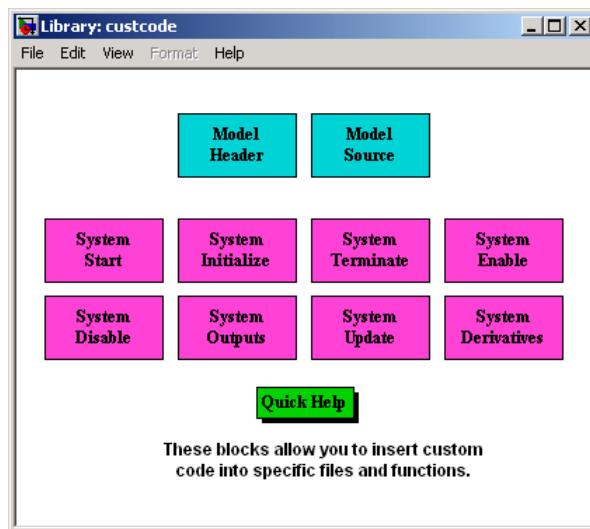 Library: custcode
File Edit View Format Help
Model Header
Model Source
System Start
System Initialize
System Terminate
System Enable
System Disable
System Outputs
System Update
System Derivatives
Quick Help
These blocks allow you to insert custom
code into specific files and functions.